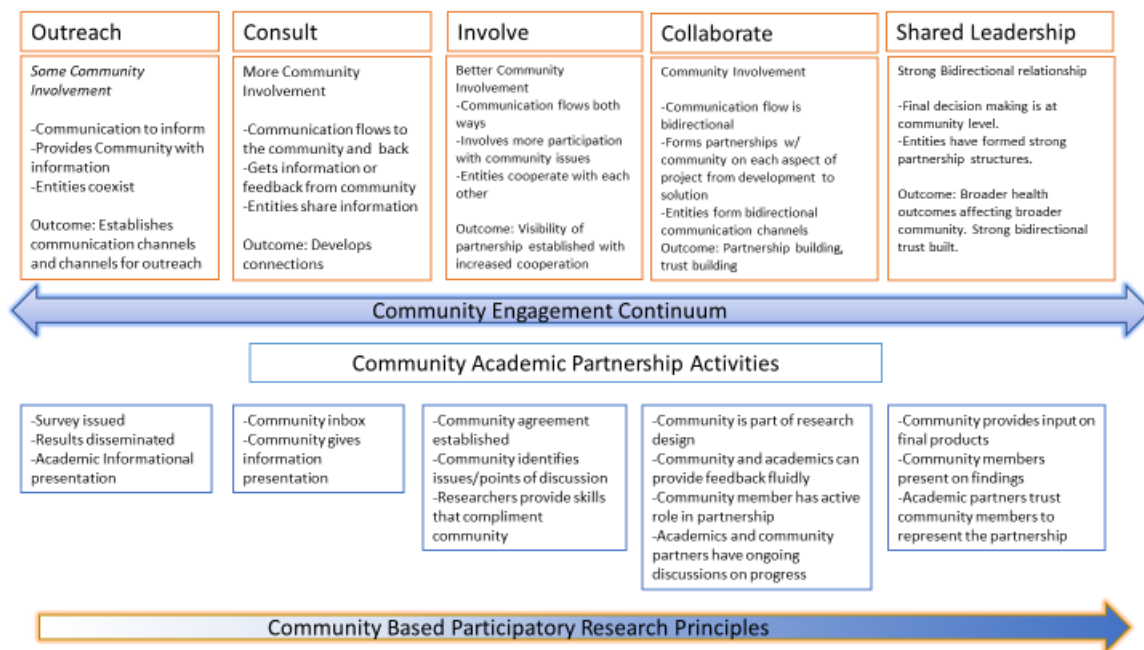 Outreach
Some Community
Involvement
-Communication to inform
-Provides Community with
information
-Entities coexist
Outcome: Establishes
communication channels
and channels for outreach
Consult
More Community
Involvement
-Communication flows to
the community and back
-Gets information or
feedback from community
-Entities share information
Outcome: Develops
connections
Involve
Better Community
Involvement
-Communication flows both
ways
-Involves more participation
with community issues
-Entities cooperate with each
other
Outcome: Visibility of
partnership established with
increased cooperation
Collaborate
Community Involvement
-Communication flow is
bidirectional
-Forms partnerships w/
community on each aspect of
project from development to
solution
-Entities form bidirectional
communication channels
Outcome: Partnership building,
trust building
Shared Leadership
Strong Bidirectional relationship
-Final decision making is at
community level.
-Entities have formed strong
partnership structures.
Outcome: Broader health
outcomes affecting broader
community. Strong bidirectional
trust built.
Community Engagement Continuum
Community Academic Partnership Activities
-Survey issued
-Results disseminated
-Academic Informational
presentation
-Community inbox
-Community gives
information
presentation
-Community agreement
established
-Community identifies
issues/points of discussion
-Researchers provide skills
that compliment
community
-Community is part of research
design
-Community and academics can
provide feedback fluidly
-Community member has active
role in partnership
-Academics and community
partners have ongoing
discussions on progress
-Community provides input on
final products
-Community members
present on findings
-Academic partners trust
community members to
represent the partnership
Community Based Participatory Research Principles